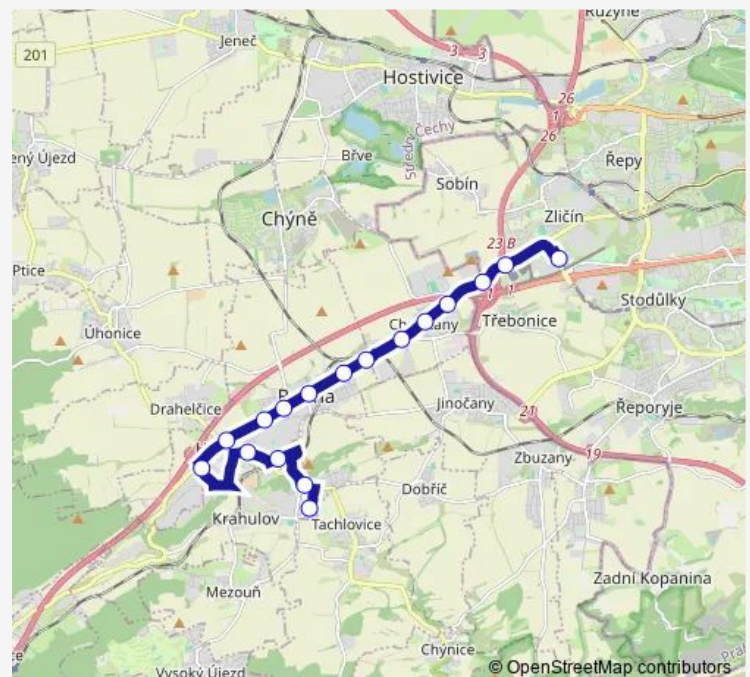 Ruzyně
Jeneč
201
3
3
Hostivice
26
1
26
Střední Čechy
ený Újezd
Břve
Řepy
Sobín
Zličín
Chýně
23 B
Ptice
1
1
Stodůlky
Třebonice
Úhonice
Drahelčice
Jinočany
Řeporyje
21
Zbuzany
19
Dobříč
Krahulov
Tachlovice
Zadní Kopanina
Mezouň
Chýnice
Vysoký Újezd
© OpenStreetMap contributors